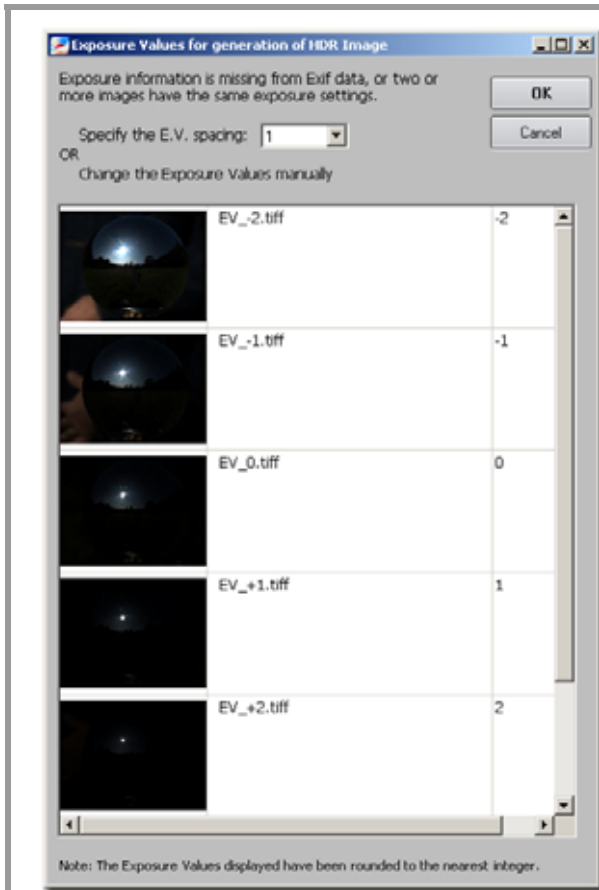 Exposure Values for generation of HDR Image
Exposure information is missing from Exif data, or two or
more images have the same exposure settings.
OK
Specify the E.V. spacing: 1
Cancel
OR
Change the Exposure Values manually
EV_-2.tiff -2
EV_-1.tiff -1
EV_0.tiff 0
EV_+1.tiff 1
EV_+2.tiff 2
Note: The Exposure Values displayed have been rounded to the nearest integer.